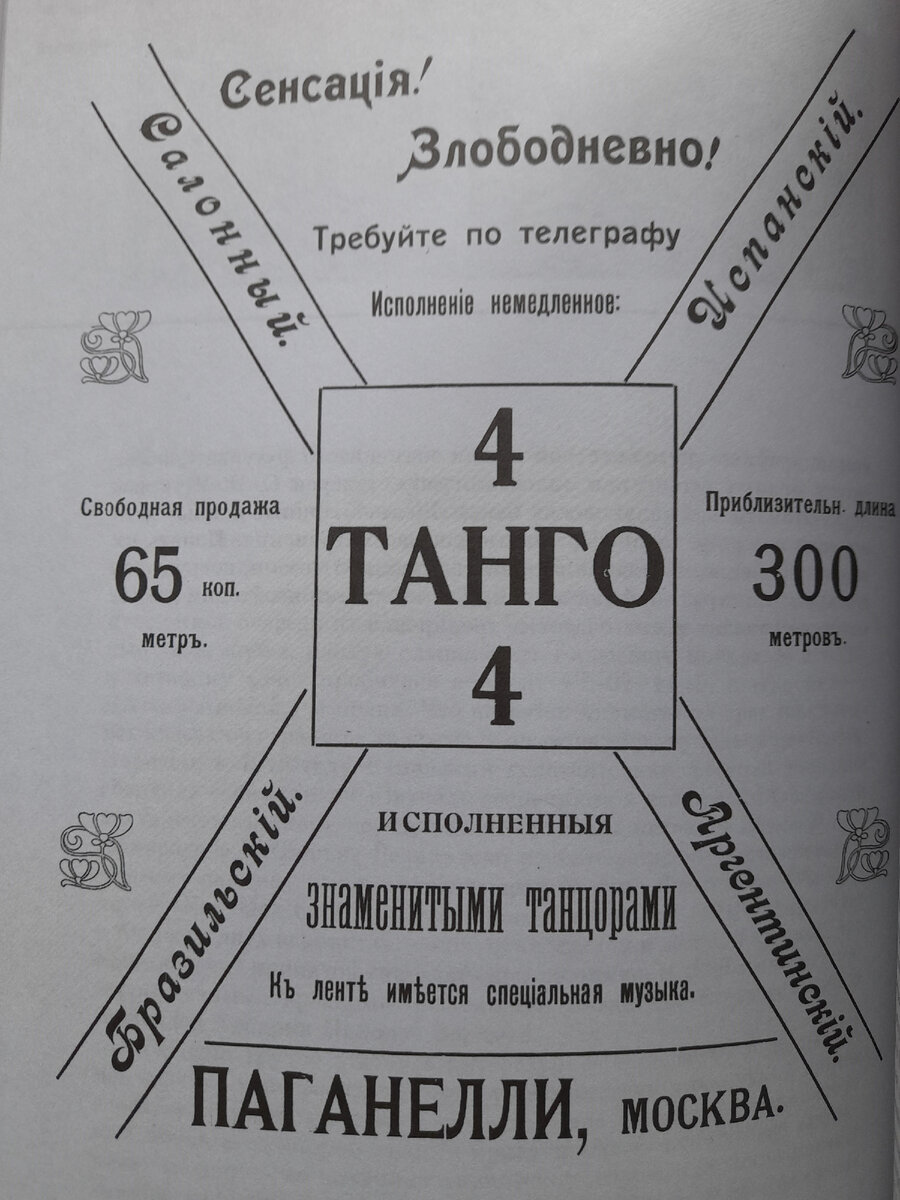 Сенсація!
Злободневно!
Салонный.
Испанскій.
Требуйте по телеграфу
Исполненіе немедленное:
4
ТАНГО
4
Свободная продажа
65 коп.
метръ.
Приблизительн. длина
300
метровъ.
Бразильскій.
Аргентинскій.
ИСПОЛНЕННЫЯ
ЗНАМЕНИТЫМИ ТАНЦОРАМИ
Къ лентѣ имѣется спеціальная музыка.
ПАГАНЕЛЛИ, МОСКВА.